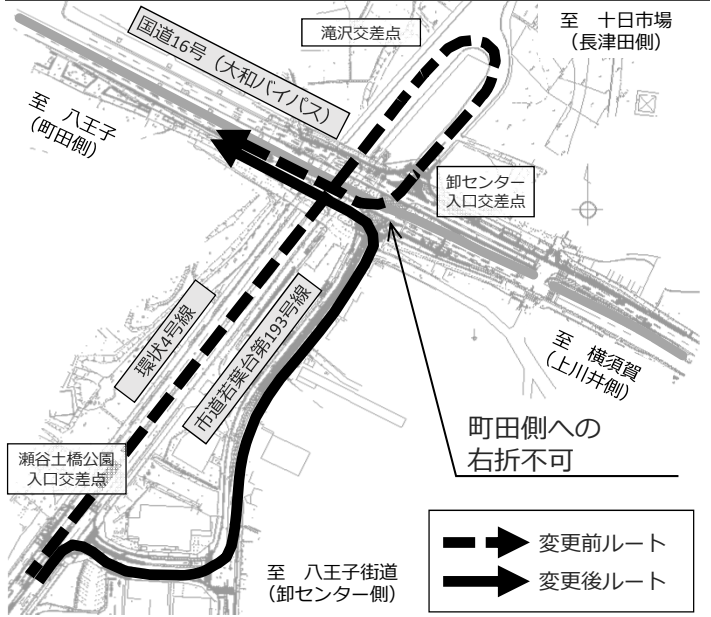 滝沢交差点
至　十日市場
（長津田側）
国道16号（大和バイパス）
至　八王子
（町田側）
卸センター
入口交差点
環状4号線
市道若葉台第193号線
至　横須賀
（上川井側）
町田側への
右折不可
瀬谷土橋公園
入口交差点
至　八王子街道
（卸センター側）
変更前ルート
変更後ルート